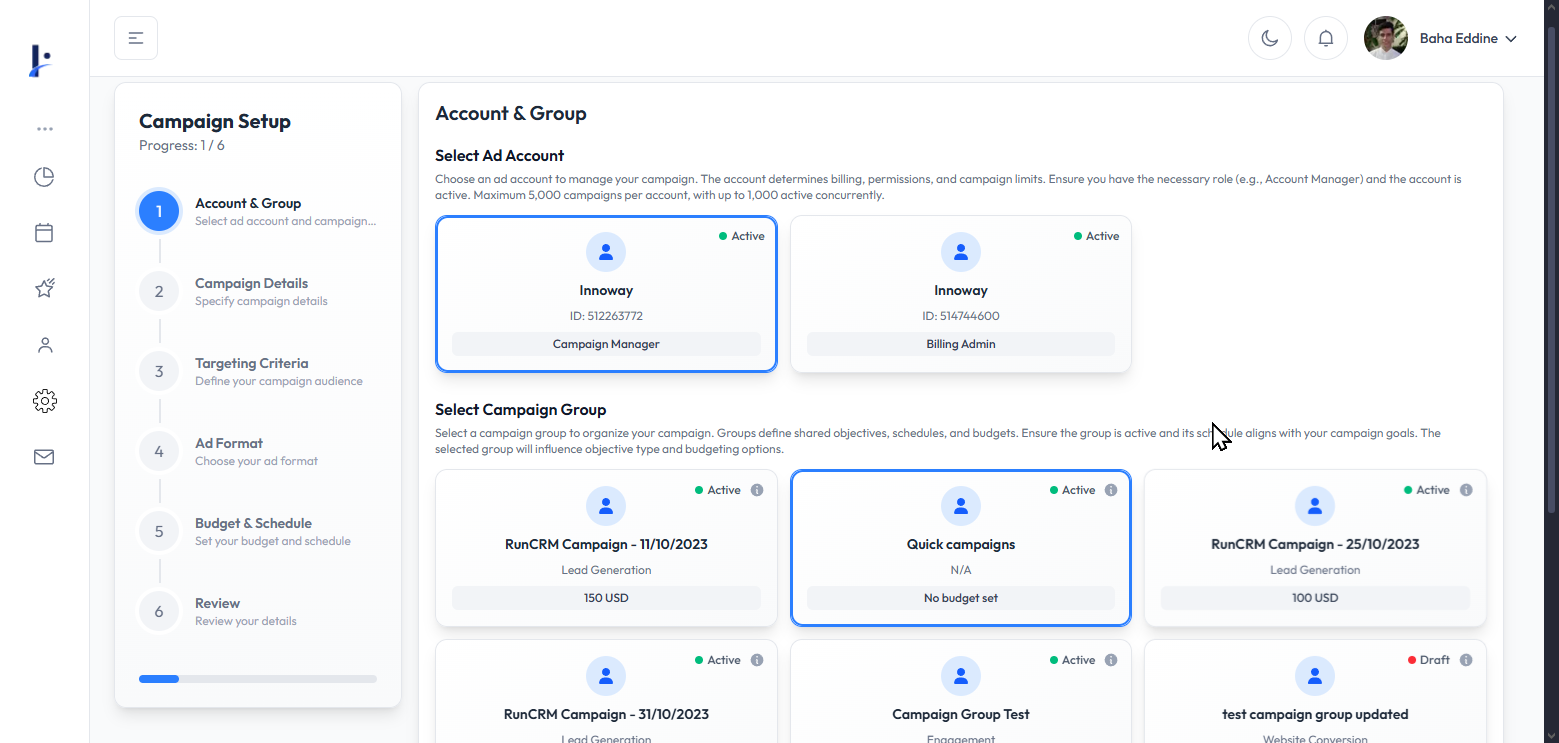 Baha Eddine
Campaign Setup
Progress: 1 / 6
1
Account & Group
Select ad account and campaign...
2
Campaign Details
Specify campaign details
3
Targeting Criteria
Define your campaign audience
4
Ad Format
Choose your ad format
5
Budget & Schedule
Set your budget and schedule
6
Review
Review your details
Account & Group
Select Ad Account
Choose an ad account to manage your campaign. The account determines billing, permissions, and campaign limits. Ensure you have the necessary role (e.g., Account Manager) and the account is
active. Maximum 5,000 campaigns per account, with up to 1,000 active concurrently.
Active
Innoway
ID: 512263772
Campaign Manager
Active
Innoway
ID: 514744600
Billing Admin
Select Campaign Group
Select a campaign group to organize your campaign. Groups define shared objectives, schedules, and budgets. Ensure the group is active and its schedule aligns with your campaign goals. The
selected group will influence objective type and budgeting options.
Active
RunCRM Campaign - 11/10/2023
Lead Generation
150 USD
Active
Quick campaigns
N/A
No budget set
Active
RunCRM Campaign - 25/10/2023
Lead Generation
100 USD
Active
RunCRM Campaign - 31/10/2023
Lead Generation
Active
Campaign Group Test
Engagement
Draft
test campaign group updated
Website Conversion